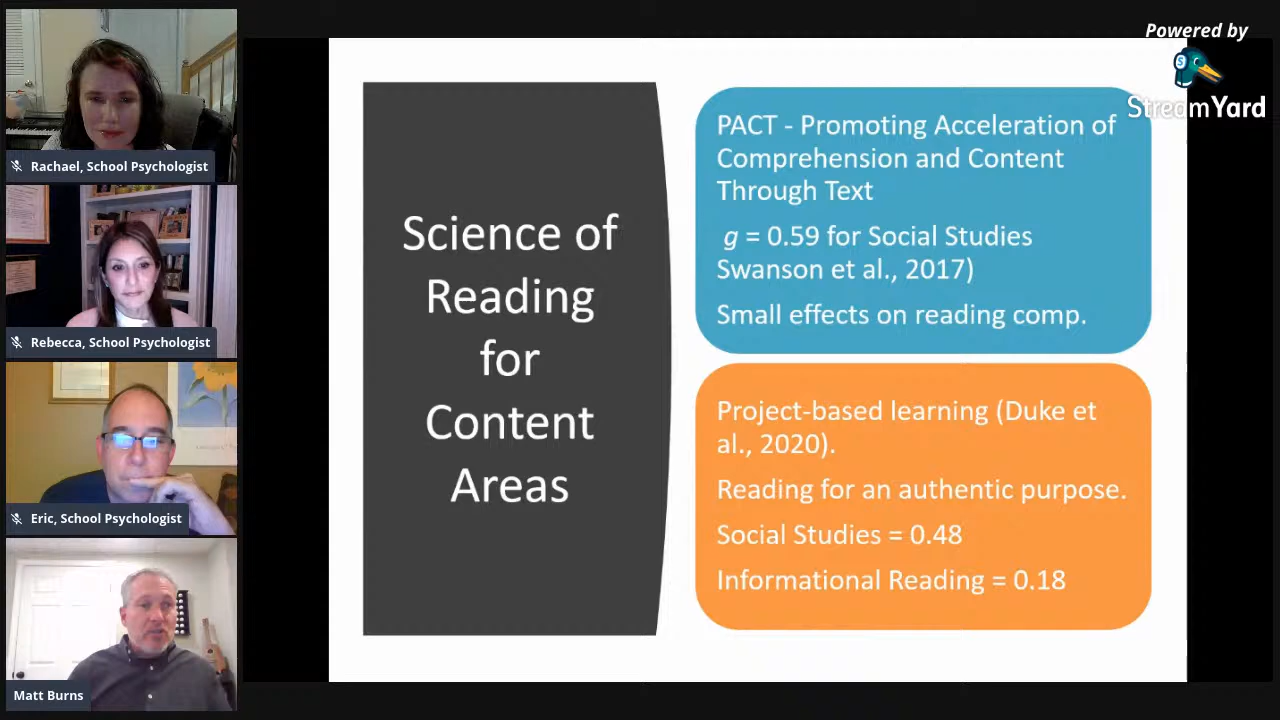 Powered by
StreamYard
Rachael, School Psychologist
Rebecca, School Psychologist
Eric, School Psychologist
Matt Burns
Science of
Reading
for
Content
Areas
PACT - Promoting Acceleration of
Comprehension and Content
Through Text
g = 0.59 for Social Studies
Swanson et al., 2017)
Small effects on reading comp.
Project-based learning (Duke et
al., 2020).
Reading for an authentic purpose.
Social Studies = 0.48
Informational Reading = 0.18